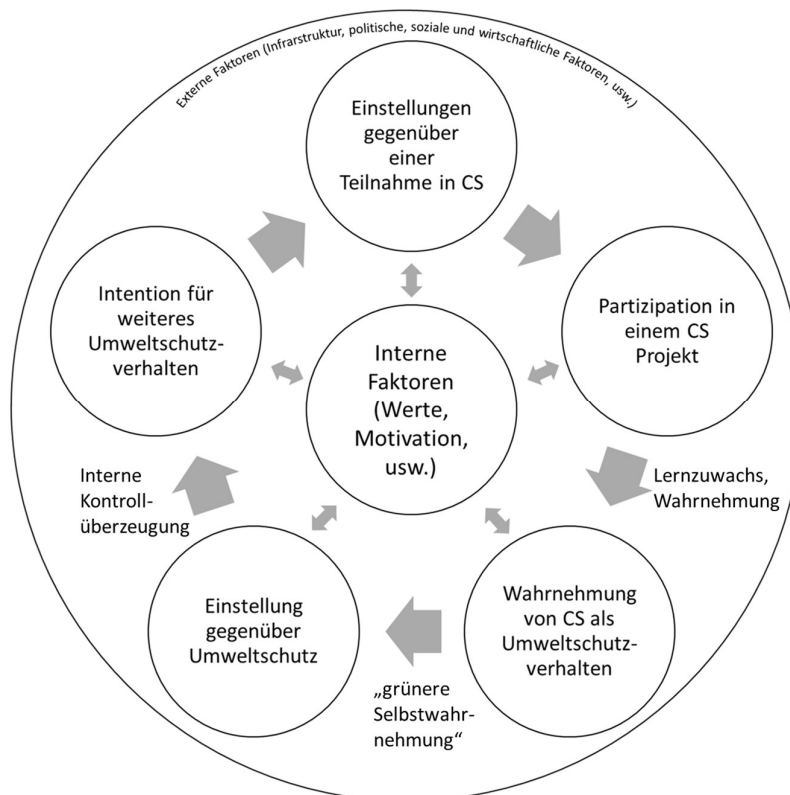 Externe Faktoren (Infrarstruktur, politische, soziale und wirtschaftliche Faktoren, usw.)
Einstellungen
gegenüber
einer
Teilnahme in CS
Partizipation in
einem CS
Projekt
Lernzuwachs,
Wahrnehmung
Wahrnehmung
von CS als
Umweltschutz-
verhalten
„grünere
Selbstwahr-
nehmung“
Einstellung
gegenüber
Umweltschutz
Interne
Kontroll-
überzeugung
Intention für
weiteres
Umweltschutz-
verhalten
Interne
Faktoren
(Werte,
Motivation,
usw.)